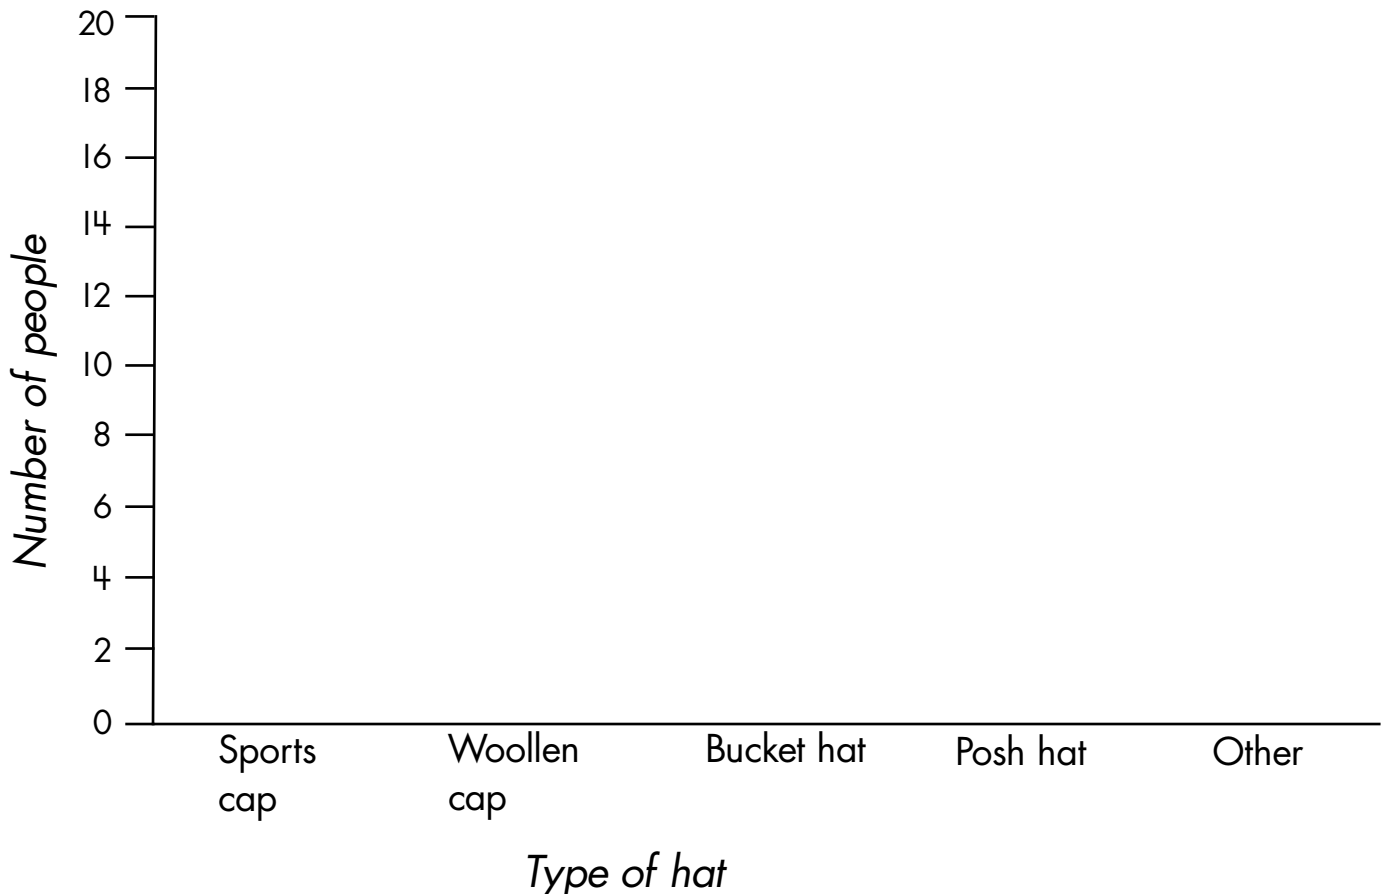 20
18
16
14
12
10
8
6
4
2
0
Number of people
Sports cap
Woollen cap
Bucket hat
Posh hat
Other
Type of hat